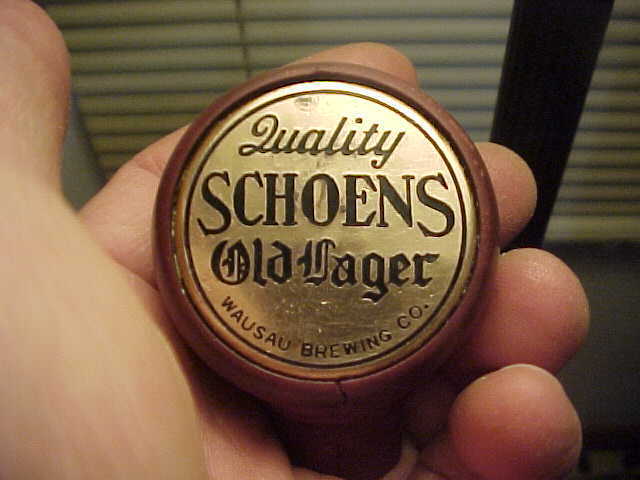 Quality
SCHOENS
Old Lager
WAUSAU BREWING CO.